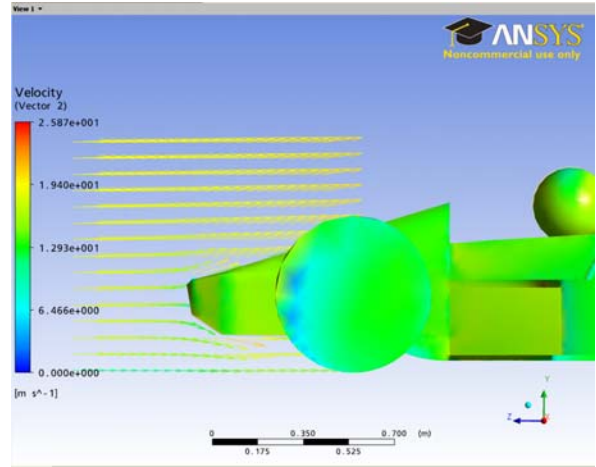 View 1
ANSYS
Noncommercial use only
Velocity
(Vector 2)
2.587e+001
1.940e+001
1.293e+001
6.466e+000
0.000e+000
[m s^-1]
Y
Z
X
0 0.350 0.700 (m)
0.175 0.525